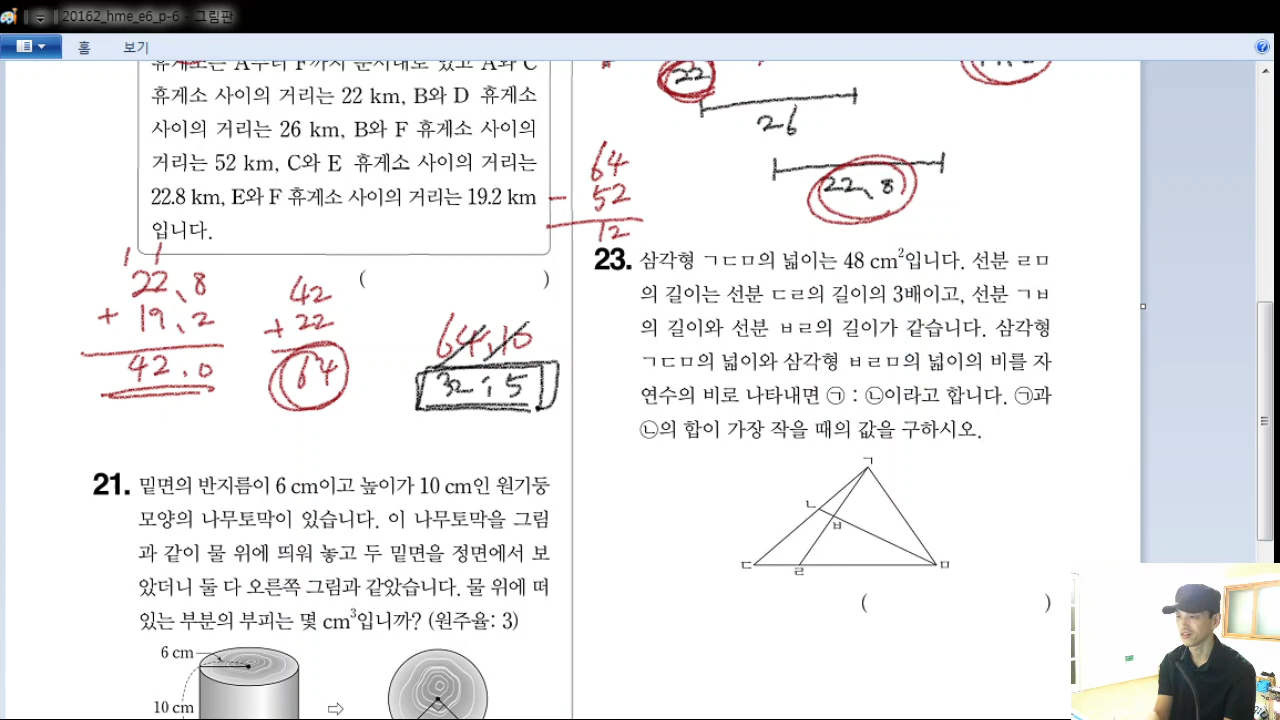 20162_hme_e6_p-6 - 그림판
홈 보기
휴게소는 A부터 F까지 순서대로 있고 A와 C
휴게소 사이의 거리는 22 km, B와 D 휴게소
사이의 거리는 26 km, B와 F 휴게소 사이의
거리는 52 km, C와 E 휴게소 사이의 거리는
22.8 km, E와 F 휴게소 사이의 거리는 19.2 km
입니다.
( )
1 1
22.8
+ 19.2
42.0
42
+ 22
64
64:10
32:5
21. 밑면의 반지름이 6 cm이고 높이가 10 cm인 원기둥
모양의 나무토막이 있습니다. 이 나무토막을 그림
과 같이 물 위에 띄워 놓고 두 밑면을 정면에서 보
았더니 둘 다 오른쪽 그림과 같았습니다. 물 위에 떠
있는 부분의 부피는 몇 cm³입니까? (원주율: 3)
6 cm
10 cm
22
26
22.8
64
- 52
12
23. 삼각형 ㄱㄷㅁ의 넓이는 48 cm²입니다. 선분 ㄹㅁ
의 길이는 선분 ㄷㄹ의 길이의 3배이고, 선분 ㄱㅂ
의 길이와 선분 ㅂㄹ의 길이가 같습니다. 삼각형
ㄱㄷㅁ의 넓이와 삼각형 ㅂㄹㅁ의 넓이의 비를 자
연수의 비로 나타내면 ㉠ : ㉡이라고 합니다. ㉠과
㉡의 합이 가장 작을 때의 값을 구하시오.
ㄱ
ㄴ
ㅂ
ㄷ
ㄹ
ㅁ
( )